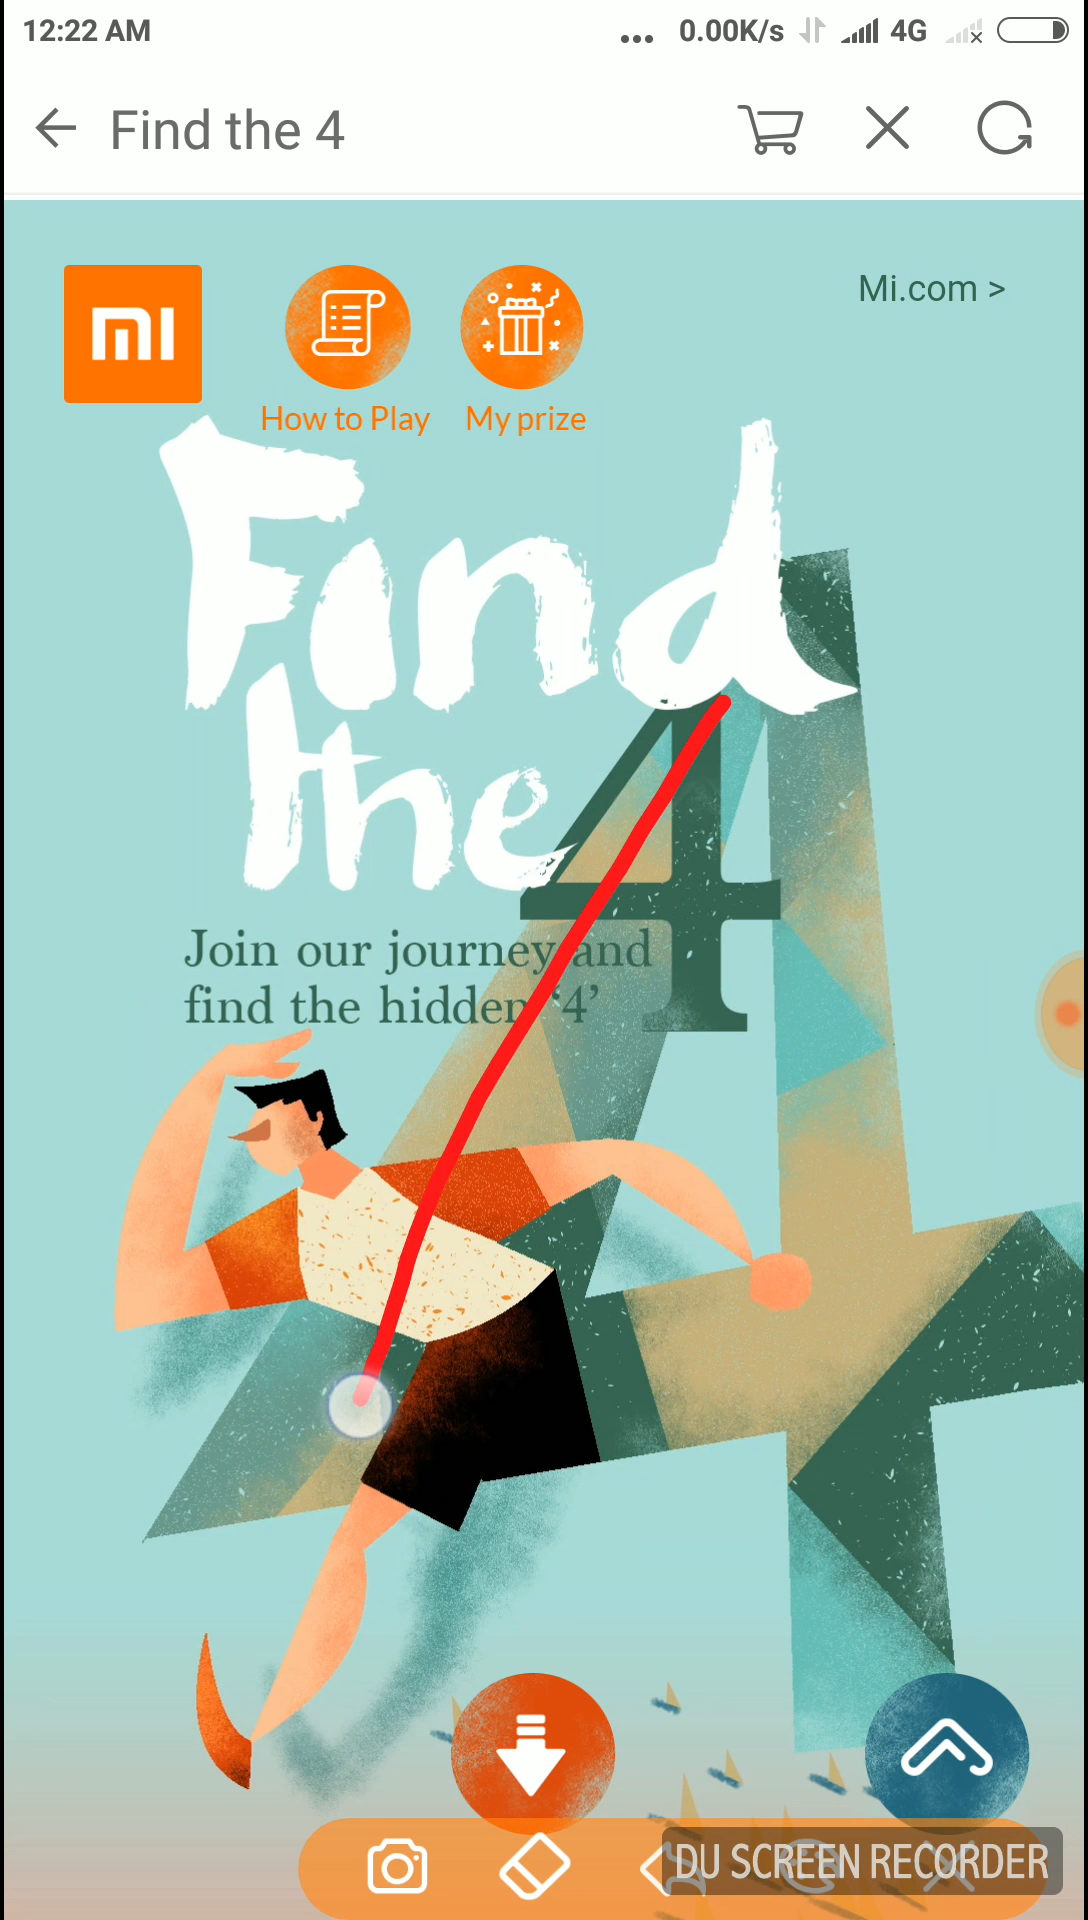 12:22 AM ... 0.00K/s 4G
Find the 4
MI
Mi.com >
How to Play My prize
Find
the 4
Join our journey and
find the hidden ‘4’
DU SCREEN RECORDER